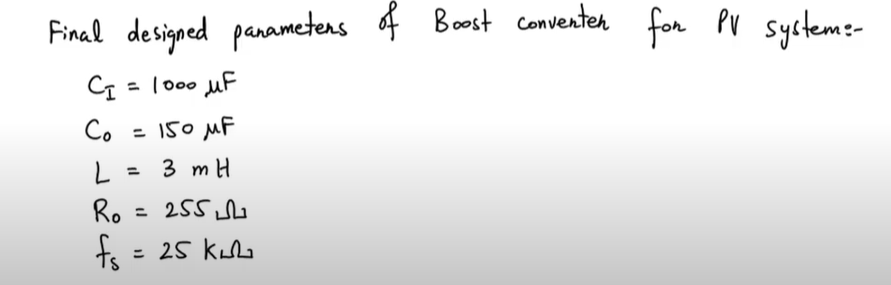 Final designed parameters of Boost converter for PV system:-
C_I = 1000 μF
C_o = 150 μF
L = 3 mH
R_o = 255 Ω
f_s = 25 kΩ